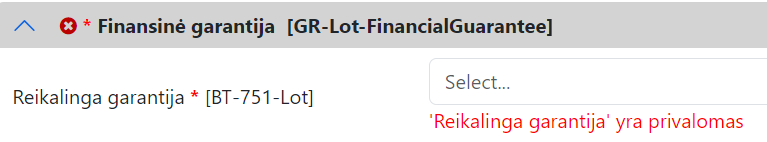 * Finansinė garantija [GR-Lot-FinancialGuarantee]
Reikalinga garantija * [BT-751-Lot]
Select...
'Reikalinga garantija' yra privalomas